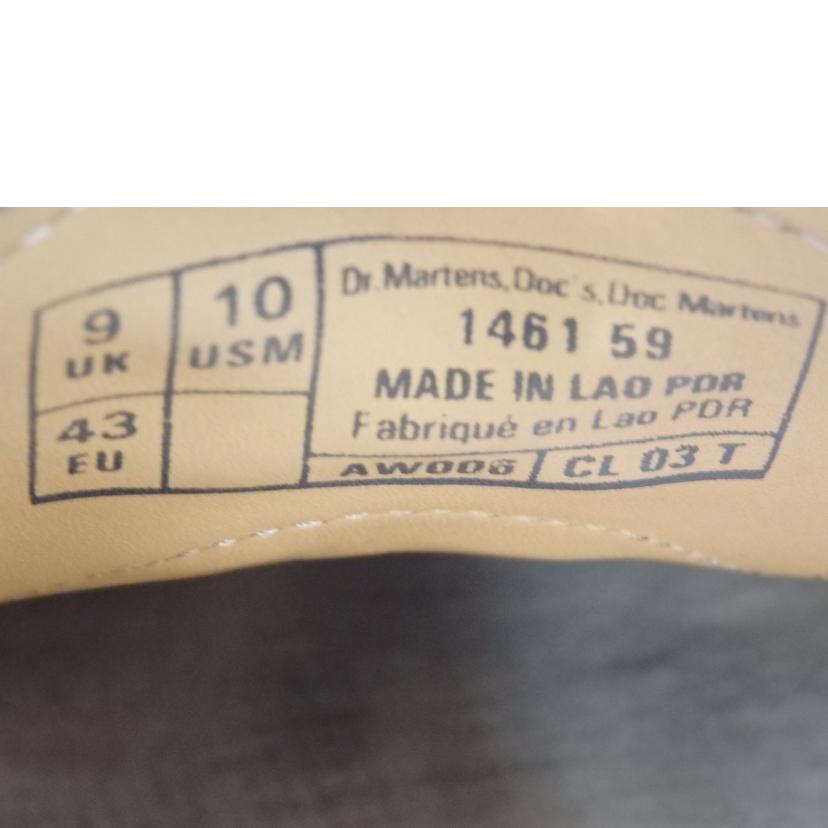 9
UK
10
USM
43
EU
Dr. Martens, Doc's, Doc Martens
1461 59
MADE IN LAO PDR
Fabriqué en Lao PDR
AW006 CL 03 T